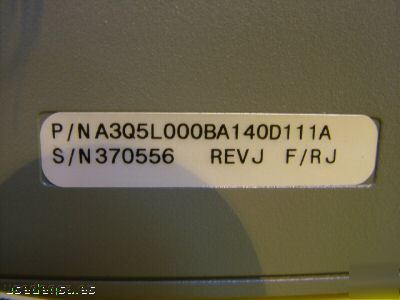 P/NA3Q5L000BA140D111A
S/N370556 REVJ F/RJ